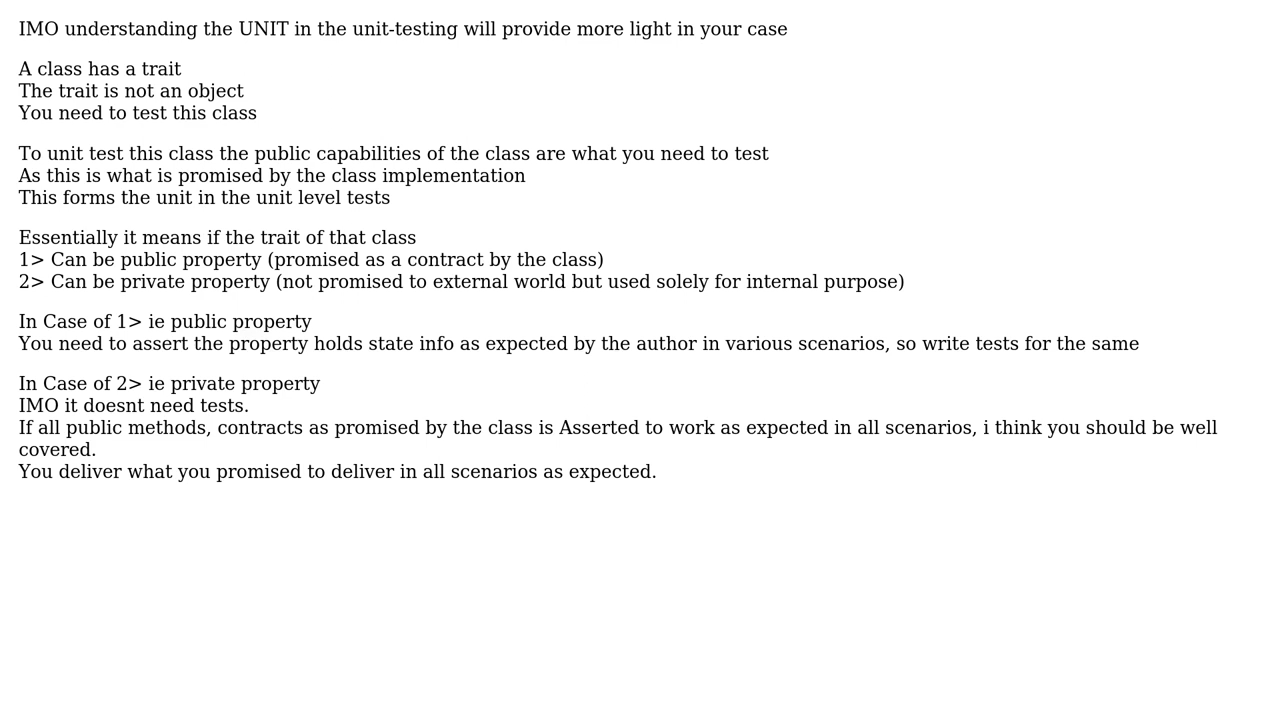 IMO understanding the UNIT in the unit-testing will provide more light in your case
A class has a trait
The trait is not an object
You need to test this class
To unit test this class the public capabilities of the class are what you need to test
As this is what is promised by the class implementation
This forms the unit in the unit level tests
Essentially it means if the trait of that class
1> Can be public property (promised as a contract by the class)
2> Can be private property (not promised to external world but used solely for internal purpose)
In Case of 1> ie public property
You need to assert the property holds state info as expected by the author in various scenarios, so write tests for the same
In Case of 2> ie private property
IMO it doesnt need tests.
If all public methods, contracts as promised by the class is Asserted to work as expected in all scenarios, i think you should be well
covered.
You deliver what you promised to deliver in all scenarios as expected.